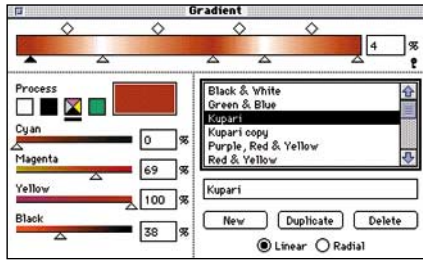 Gradient
4 %
Process
Cyan
0 %
Magenta
69 %
Yellow
100 %
Black
38 %
Black & White
Green & Blue
Kupari
Kupari copy
Purple, Red & Yellow
Red & Yellow
Kupari
New Duplicate Delete
Linear Radial